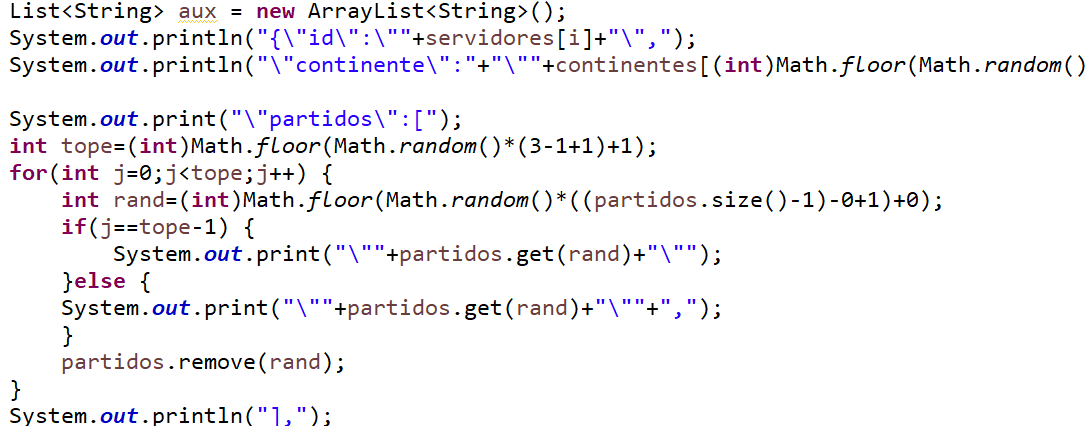 List<String> aux = new ArrayList<String>();
System.out.println("{\"id\":\""+servidores[i]+"\",");
System.out.println("\"continente\":"+"\""+continentes[(int)Math.floor(Math.random()
System.out.print("\"partidos\":[");
int tope=(int)Math.floor(Math.random()*(3-1+1)+1);
for(int j=0;j<tope;j++) {
    int rand=(int)Math.floor(Math.random()*((partidos.size()-1)-0+1)+0);
    if(j==tope-1) {
        System.out.print("\""+partidos.get(rand)+"\"");
    }else {
    System.out.print("\""+partidos.get(rand)+"\""+",");
    }
    partidos.remove(rand);
}
System.out.println("],");